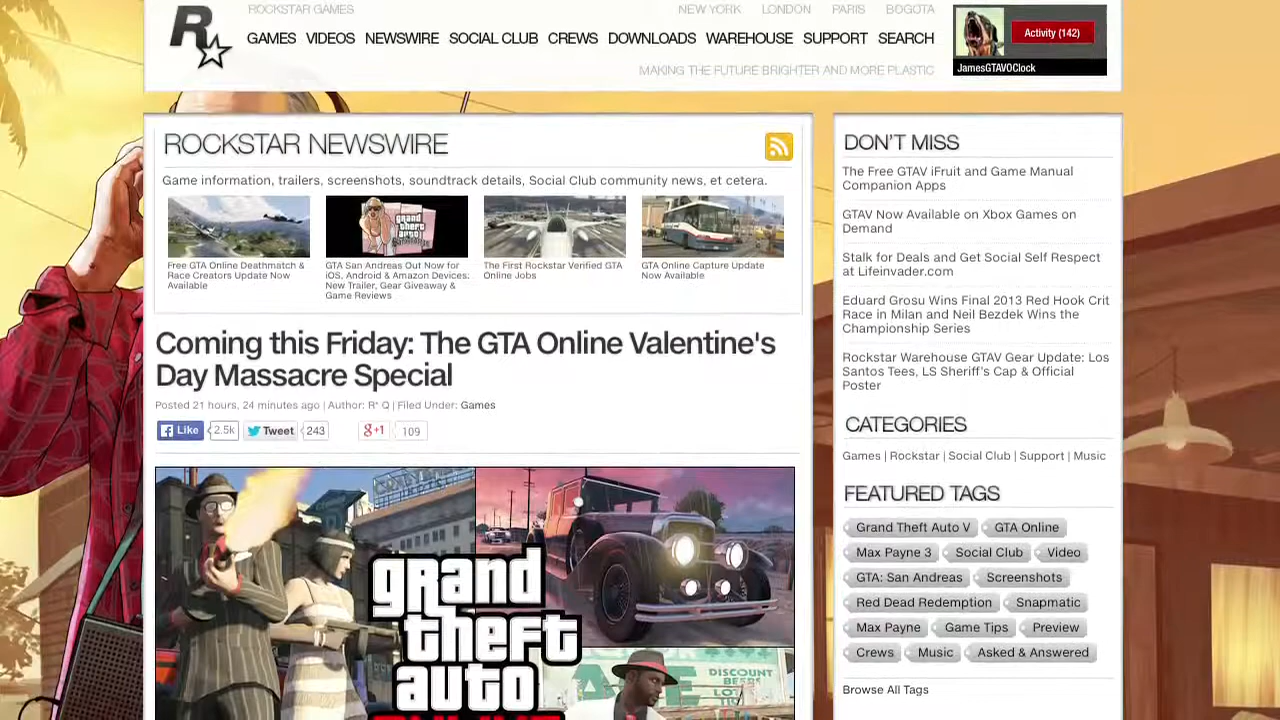 ROCKSTAR GAMES
NEW YORK LONDON PARIS BOGOTA
R
GAMES VIDEOS NEWSWIRE SOCIAL CLUB CREWS DOWNLOADS WAREHOUSE SUPPORT SEARCH
MAKING THE FUTURE BRIGHTER AND MORE PLASTIC
Activity (142)
JamesGTAVOClock
ROCKSTAR NEWSWIRE
Game information, trailers, screenshots, soundtrack details, Social Club community news, et cetera.
grand
theft
auto
Free GTA Online Deathmatch &
Race Creators Update Now
Available
GTA San Andreas Out Now for
iOS, Android & Amazon Devices:
New Trailer, Gear Giveaway &
Game Reviews
The First Rockstar Verified GTA
Online Jobs
GTA Online Capture Update
Now Available
Coming this Friday: The GTA Online Valentine's
Day Massacre Special
Posted 21 hours, 24 minutes ago | Author: R* Q | Filed Under: Games
Like 2.5k Tweet 243 g+1 109
grand
theft
auto
DISCOUNT
DON'T MISS
The Free GTAV iFruit and Game Manual
Companion Apps
GTAV Now Available on Xbox Games on
Demand
Stalk for Deals and Get Social Self Respect
at Lifeinvader.com
Eduard Grosu Wins Final 2013 Red Hook Crit
Race in Milan and Neil Bezdek Wins the
Championship Series
Rockstar Warehouse GTAV Gear Update: Los
Santos Tees, LS Sheriff's Cap & Official
Poster
CATEGORIES
Games | Rockstar | Social Club | Support | Music
FEATURED TAGS
Grand Theft Auto V GTA Online
Max Payne 3 Social Club Video
GTA: San Andreas Screenshots
Red Dead Redemption Snapmatic
Max Payne Game Tips Preview
Crews Music Asked & Answered
Browse All Tags